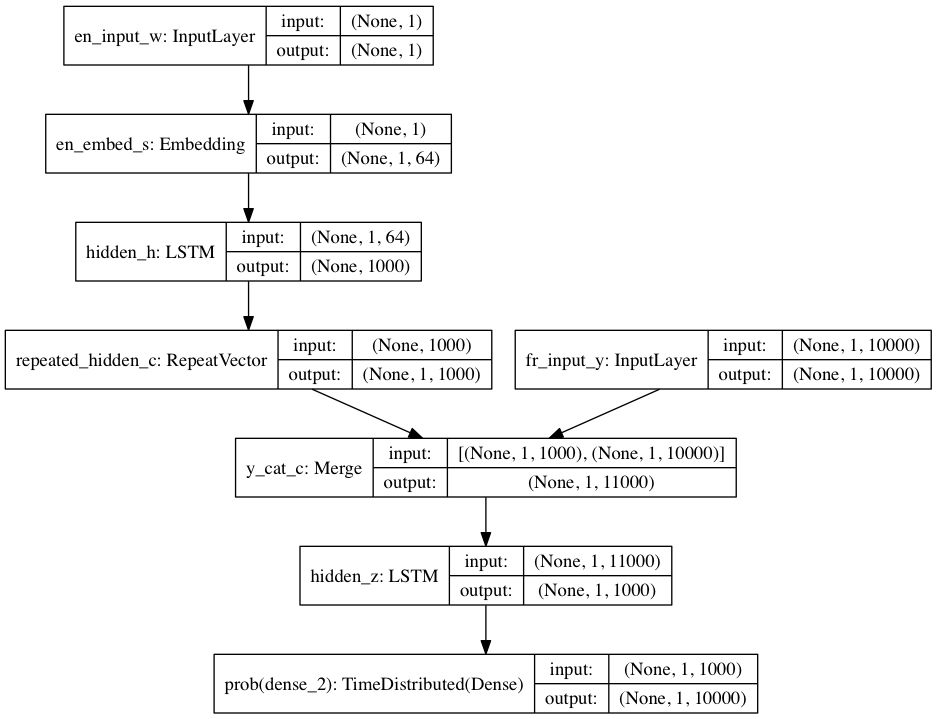 en_input_w: InputLayer
input:
(None, 1)
output:
(None, 1)
en_embed_s: Embedding
input:
(None, 1)
output:
(None, 1, 64)
hidden_h: LSTM
input:
(None, 1, 64)
output:
(None, 1000)
repeated_hidden_c: RepeatVector
input:
(None, 1000)
output:
(None, 1, 1000)
fr_input_y: InputLayer
input:
(None, 1, 10000)
output:
(None, 1, 10000)
y_cat_c: Merge
input:
[(None, 1, 1000), (None, 1, 10000)]
output:
(None, 1, 11000)
hidden_z: LSTM
input:
(None, 1, 11000)
output:
(None, 1, 1000)
prob(dense_2): TimeDistributed(Dense)
input:
(None, 1, 1000)
output:
(None, 1, 10000)